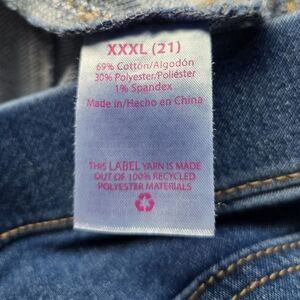 XXXL (21)
69% Cotton/Algodón
30% Polyester/Poliéster
1% Spandex
Made in/Hecho en China
THIS LABEL YARN IS MADE
OUT OF 100% RECYCLED
POLYESTER MATERIALS